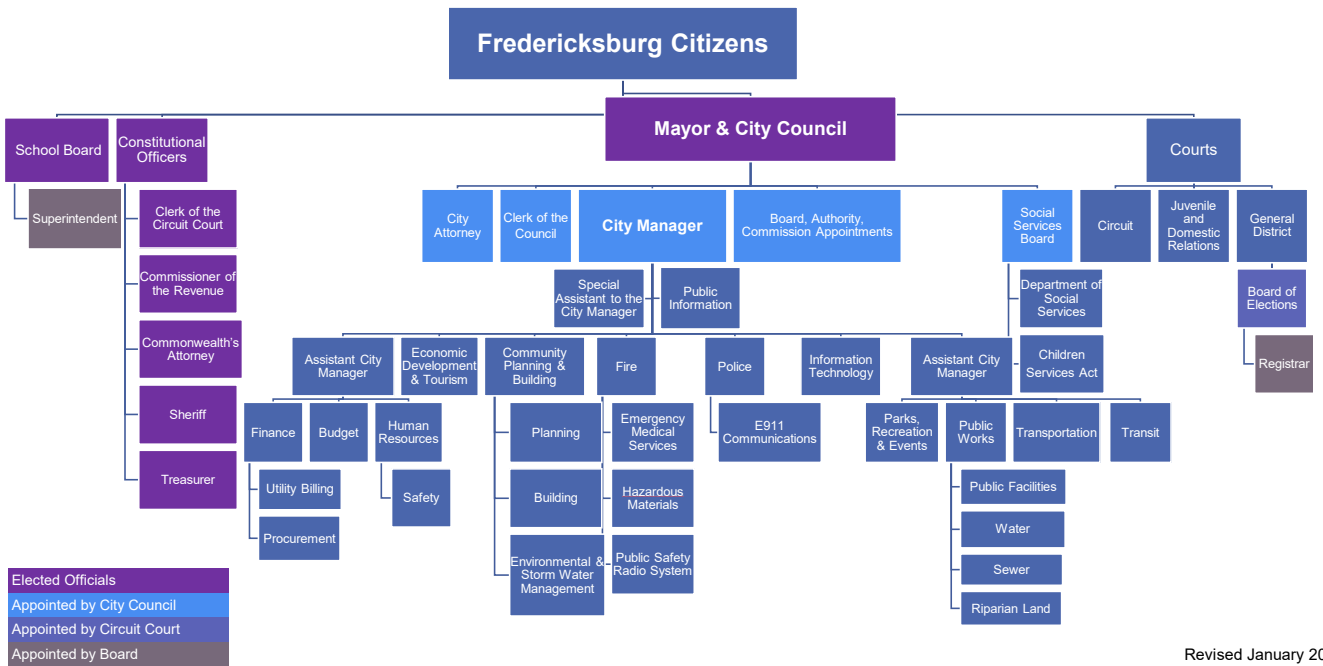 Fredericksburg Citizens
Mayor & City Council
School Board
Constitutional
Officers
Courts
Superintendent
Clerk of the
Circuit Court
Commissioner of
the Revenue
Commonwealth's
Attorney
Sheriff
Treasurer
City
Attorney
Clerk of the
Council
City Manager
Board, Authority,
Commission Appointments
Social
Services
Board
Circuit
Juvenile
and
Domestic
Relations
General
District
Special
Assistant to the
City Manager
Public
Information
Department of
Social
Services
Children
Services Act
Board of
Elections
Registrar
Assistant City
Manager
Economic
Development
& Tourism
Community
Planning &
Building
Fire
Police
Information
Technology
Assistant City
Manager
Finance
Budget
Human
Resources
Utility Billing
Procurement
Safety
Planning
Building
Environmental &
Storm Water
Management
Emergency
Medical
Services
Hazardous
Materials
Public Safety
Radio System
E911
Communications
Parks,
Recreation
& Events
Public
Works
Transportation
Transit
Public Facilities
Water
Sewer
Riparian Land
Elected Officials
Appointed by City Council
Appointed by Circuit Court
Appointed by Board
Revised January 20